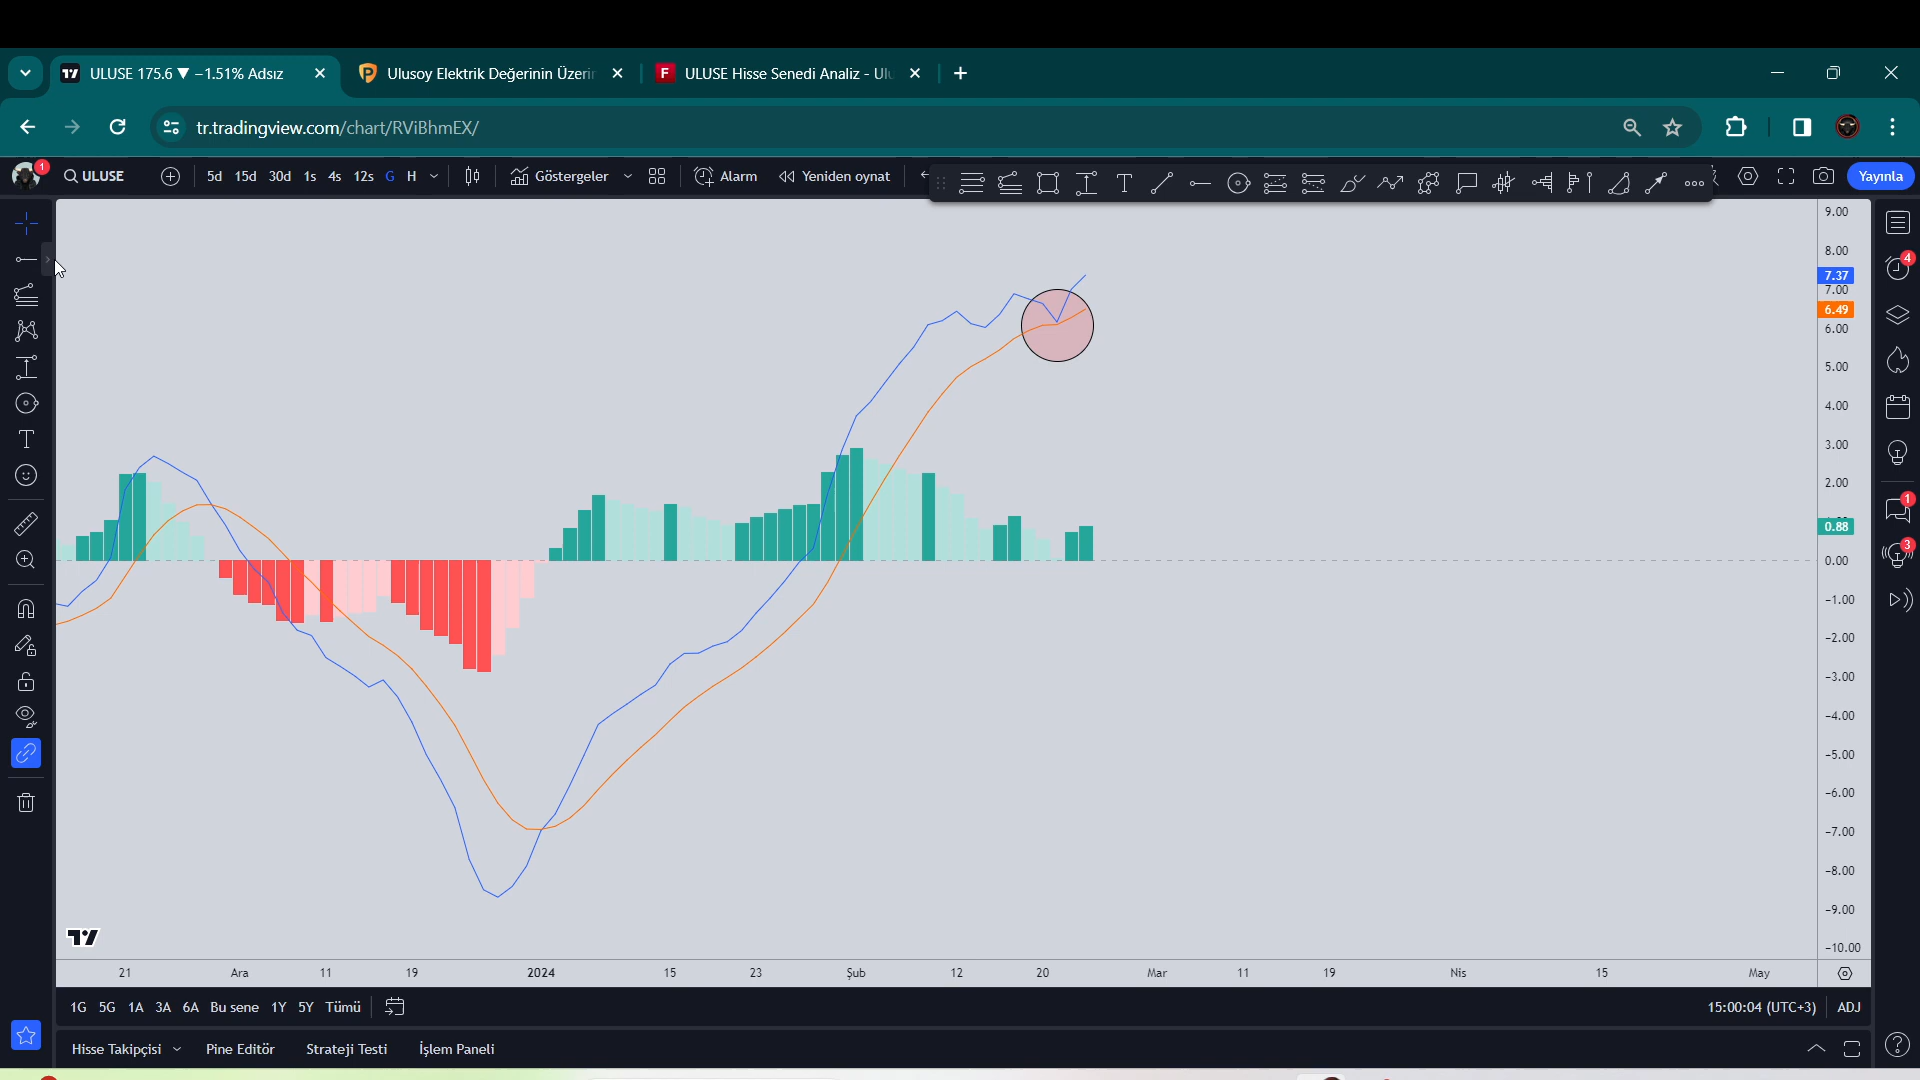 ULUSE 175.6 ▼ −1.51% Adsız
Ulusoy Elektrik Değerinin Üzeri
ULUSE Hisse Senedi Analiz - Ulu
tr.tradingview.com/chart/RViBhmEX/
1
ULUSE
5d 15d 30d 1s 4s 12s G H
Göstergeler
Alarm
Yeniden oynat
Yayınla
9.00
8.00
7.37
7.00
6.49
6.00
5.00
4.00
3.00
2.00
0.88
0.00
−1.00
−2.00
−3.00
−4.00
−5.00
−6.00
−7.00
−8.00
−9.00
−10.00
4
1
3
21 Ara 11 19 2024 15 23 Şub 12 20 Mar 11 19 Nis 15 May
1G 5G 1A 3A 6A Bu sene 1Y 5Y Tümü
15:00:04 (UTC+3) ADJ
Hisse Takipçisi Pine Editör Strateji Testi İşlem Paneli